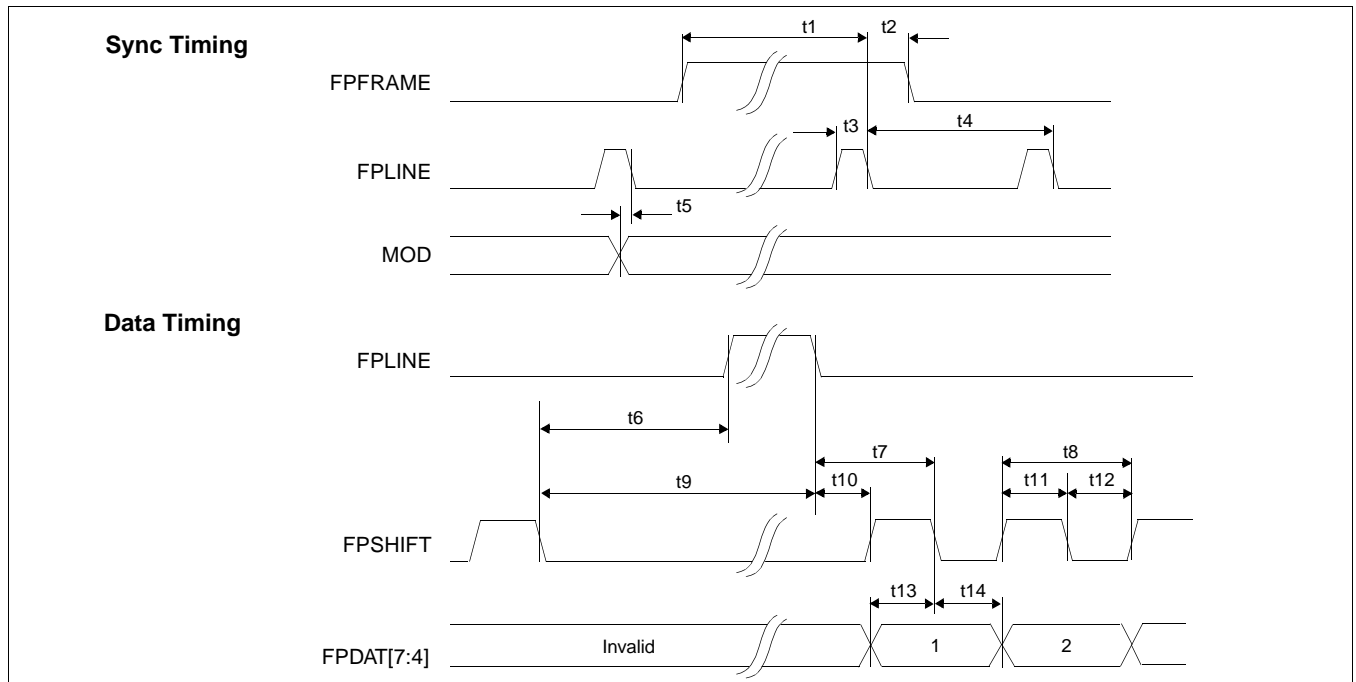 Sync Timing
t1
t2
FPFRAME
t3
t4
FPLINE
t5
MOD
Data Timing
FPLINE
t6
t7
t8
t9
t10
t11
t12
FPSHIFT
t13
t14
FPDAT[7:4]
Invalid
1
2